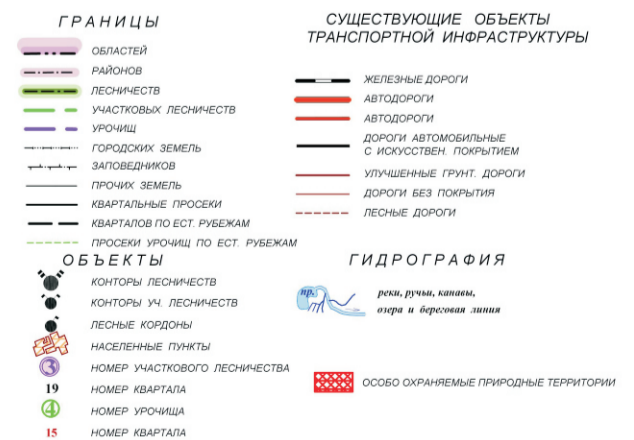 ГРАНИЦЫ
ОБЛАСТЕЙ
РАЙОНОВ
ЛЕСНИЧЕСТВ
УЧАСТКОВЫХ ЛЕСНИЧЕСТВ
УРОЧИЩ
ГОРОДСКИХ ЗЕМЕЛЬ
ЗАПОВЕДНИКОВ
ПРОЧИХ ЗЕМЕЛЬ
КВАРТАЛЬНЫЕ ПРОСЕКИ
КВАРТАЛОВ ПО ЕСТ. РУБЕЖАМ
ПРОСЕКИ УРОЧИЩ ПО ЕСТ. РУБЕЖАМ
ОБЪЕКТЫ
КОНТОРЫ ЛЕСНИЧЕСТВ
КОНТОРЫ УЧ. ЛЕСНИЧЕСТВ
ЛЕСНЫЕ КОРДОНЫ
НАСЕЛЕННЫЕ ПУНКТЫ
3 НОМЕР УЧАСТКОВОГО ЛЕСНИЧЕСТВА
19 НОМЕР КВАРТАЛА
4 НОМЕР УРОЧИЩА
15 НОМЕР КВАРТАЛА
СУЩЕСТВУЮЩИЕ ОБЪЕКТЫ
ТРАНСПОРТНОЙ ИНФРАСТРУКТУРЫ
ЖЕЛЕЗНЫЕ ДОРОГИ
АВТОДОРОГИ
АВТОДОРОГИ
ДОРОГИ АВТОМОБИЛЬНЫЕ
С ИСКУССТВЕН. ПОКРЫТИЕМ
УЛУЧШЕННЫЕ ГРУНТ. ДОРОГИ
ДОРОГИ БЕЗ ПОКРЫТИЯ
ЛЕСНЫЕ ДОРОГИ
ГИДРОГРАФИЯ
пр. реки, ручьи, канавы,
озера и береговая линия
ОСОБО ОХРАНЯЕМЫЕ ПРИРОДНЫЕ ТЕРРИТОРИИ